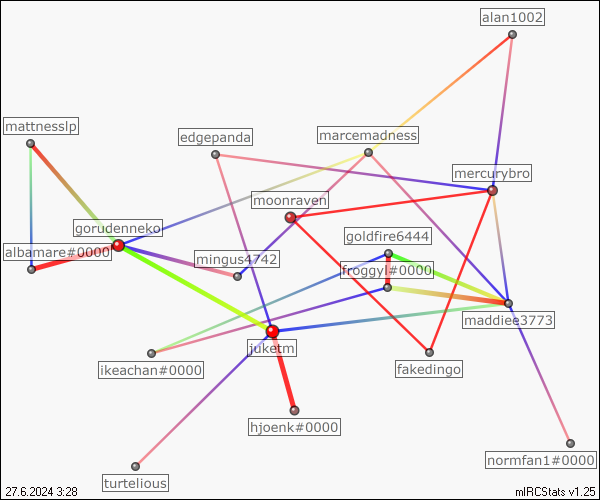 alan1002
mattnesslp
edgepanda
marcemadness
mercurybro
moonraven
gorudenneko
goldfire6444
albamare#0000
mingus4742
froggyl#0000
maddiee3773
juketm
ikeachan#0000
fakedingo
hjoenk#0000
normfan1#0000
turtelious
27.6.2024 3:28
mIRCStats v1.25